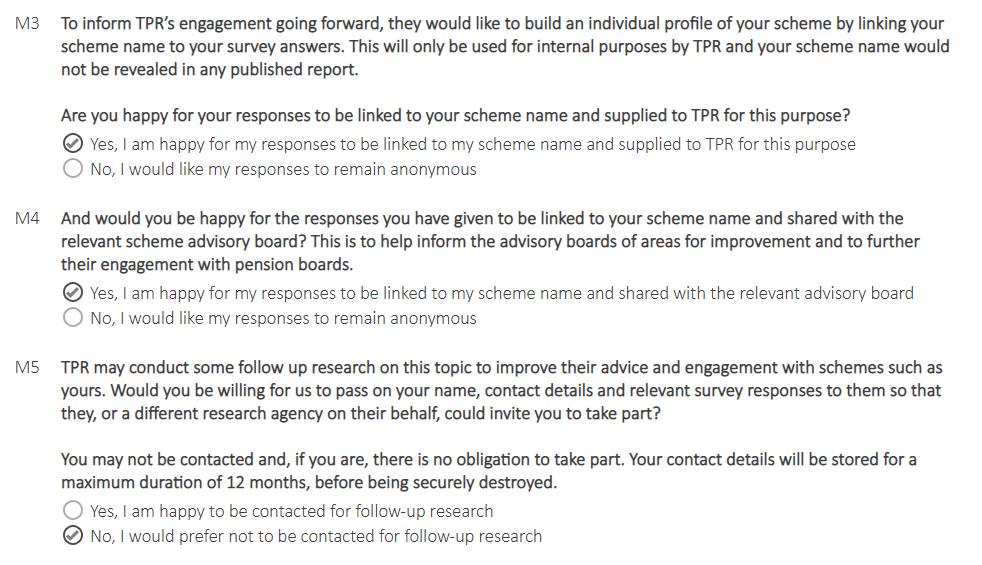 M3 To inform TPR's engagement going forward, they would like to build an individual profile of your scheme by linking your
scheme name to your survey answers. This will only be used for internal purposes by TPR and your scheme name would
not be revealed in any published report.
Are you happy for your responses to be linked to your scheme name and supplied to TPR for this purpose?
Yes, I am happy for my responses to be linked to my scheme name and supplied to TPR for this purpose
No, I would like my responses to remain anonymous
M4 And would you be happy for the responses you have given to be linked to your scheme name and shared with the
relevant scheme advisory board? This is to help inform the advisory boards of areas for improvement and to further
their engagement with pension boards.
Yes, I am happy for my responses to be linked to my scheme name and shared with the relevant advisory board
No, I would like my responses to remain anonymous
M5 TPR may conduct some follow up research on this topic to improve their advice and engagement with schemes such as
yours. Would you be willing for us to pass on your name, contact details and relevant survey responses to them so that
they, or a different research agency on their behalf, could invite you to take part?
You may not be contacted and, if you are, there is no obligation to take part. Your contact details will be stored for a
maximum duration of 12 months, before being securely destroyed.
Yes, I am happy to be contacted for follow-up research
No, I would prefer not to be contacted for follow-up research